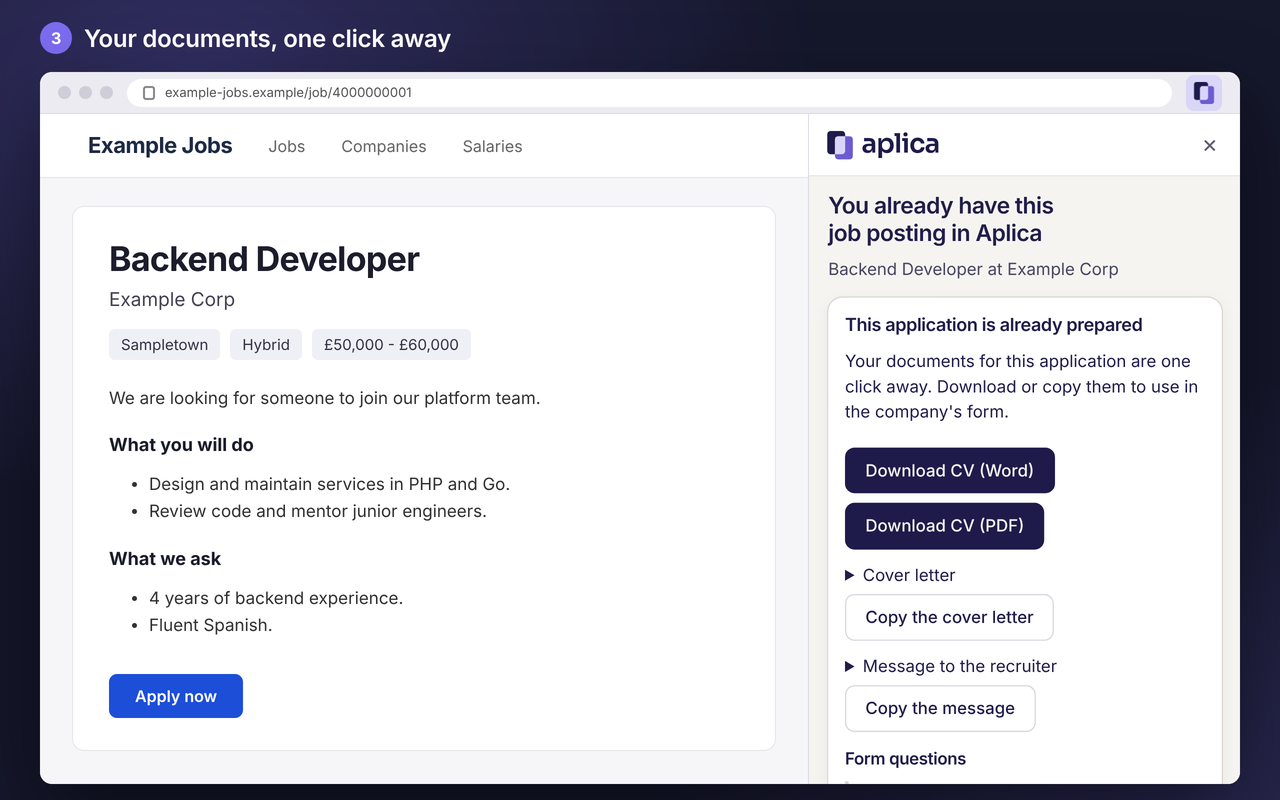 3 Your documents, one click away
example-jobs.example/job/4000000001
Example Jobs Jobs Companies Salaries
Backend Developer
Example Corp
Sampletown Hybrid £50,000 - £60,000
We are looking for someone to join our platform team.
What you will do
• Design and maintain services in PHP and Go.
• Review code and mentor junior engineers.
What we ask
• 4 years of backend experience.
• Fluent Spanish.
Apply now
aplica
You already have this
job posting in Aplica
Backend Developer at Example Corp
This application is already prepared
Your documents for this application are one
click away. Download or copy them to use in
the company's form.
Download CV (Word)
Download CV (PDF)
Cover letter
Copy the cover letter
Message to the recruiter
Copy the message
Form questions